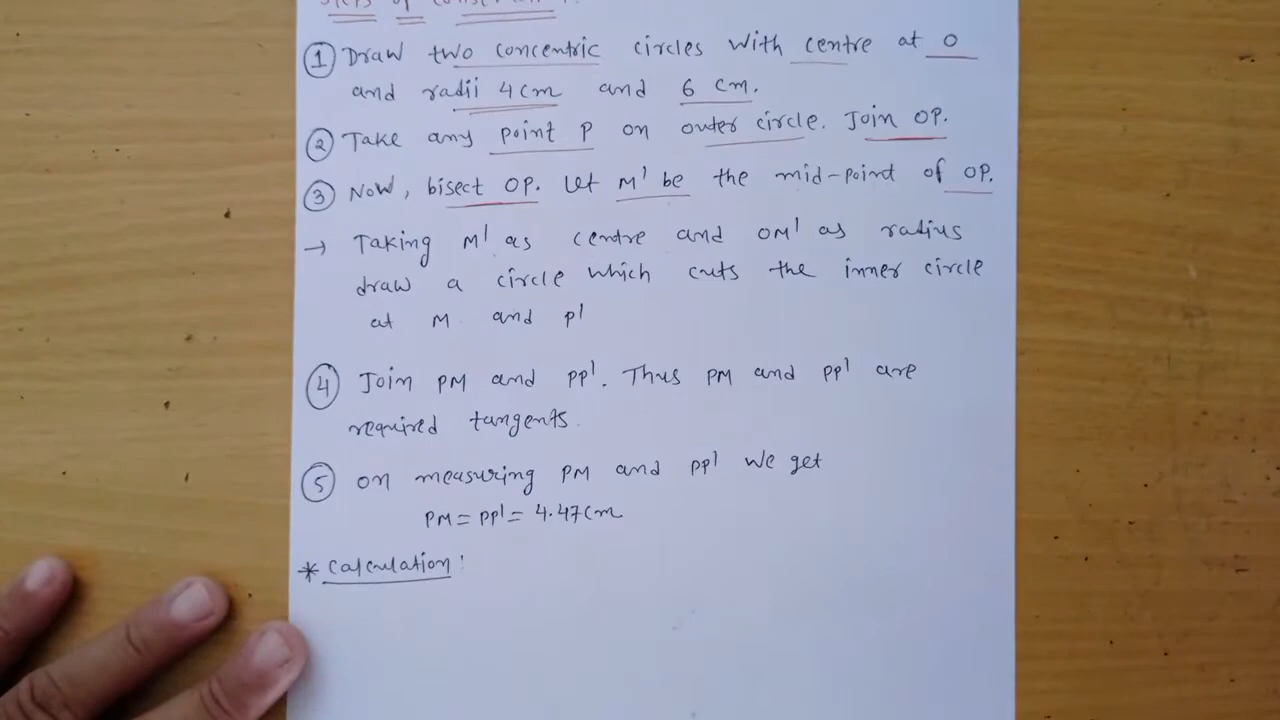 Steps of construction:
① Draw two concentric circles with centre at O
and radii 4cm and 6 cm.
② Take any point P on outer circle. Join OP.
③ Now, bisect OP. Let M' be the mid-point of OP.
→ Taking M' as centre and OM' as radius
draw a circle which cuts the inner circle
at M and P'
④ Join PM and PP'. Thus PM and PP' are
required tangents.
⑤ on measuring PM and PP' we get
PM = PP' = 4.47cm
* Calculation: